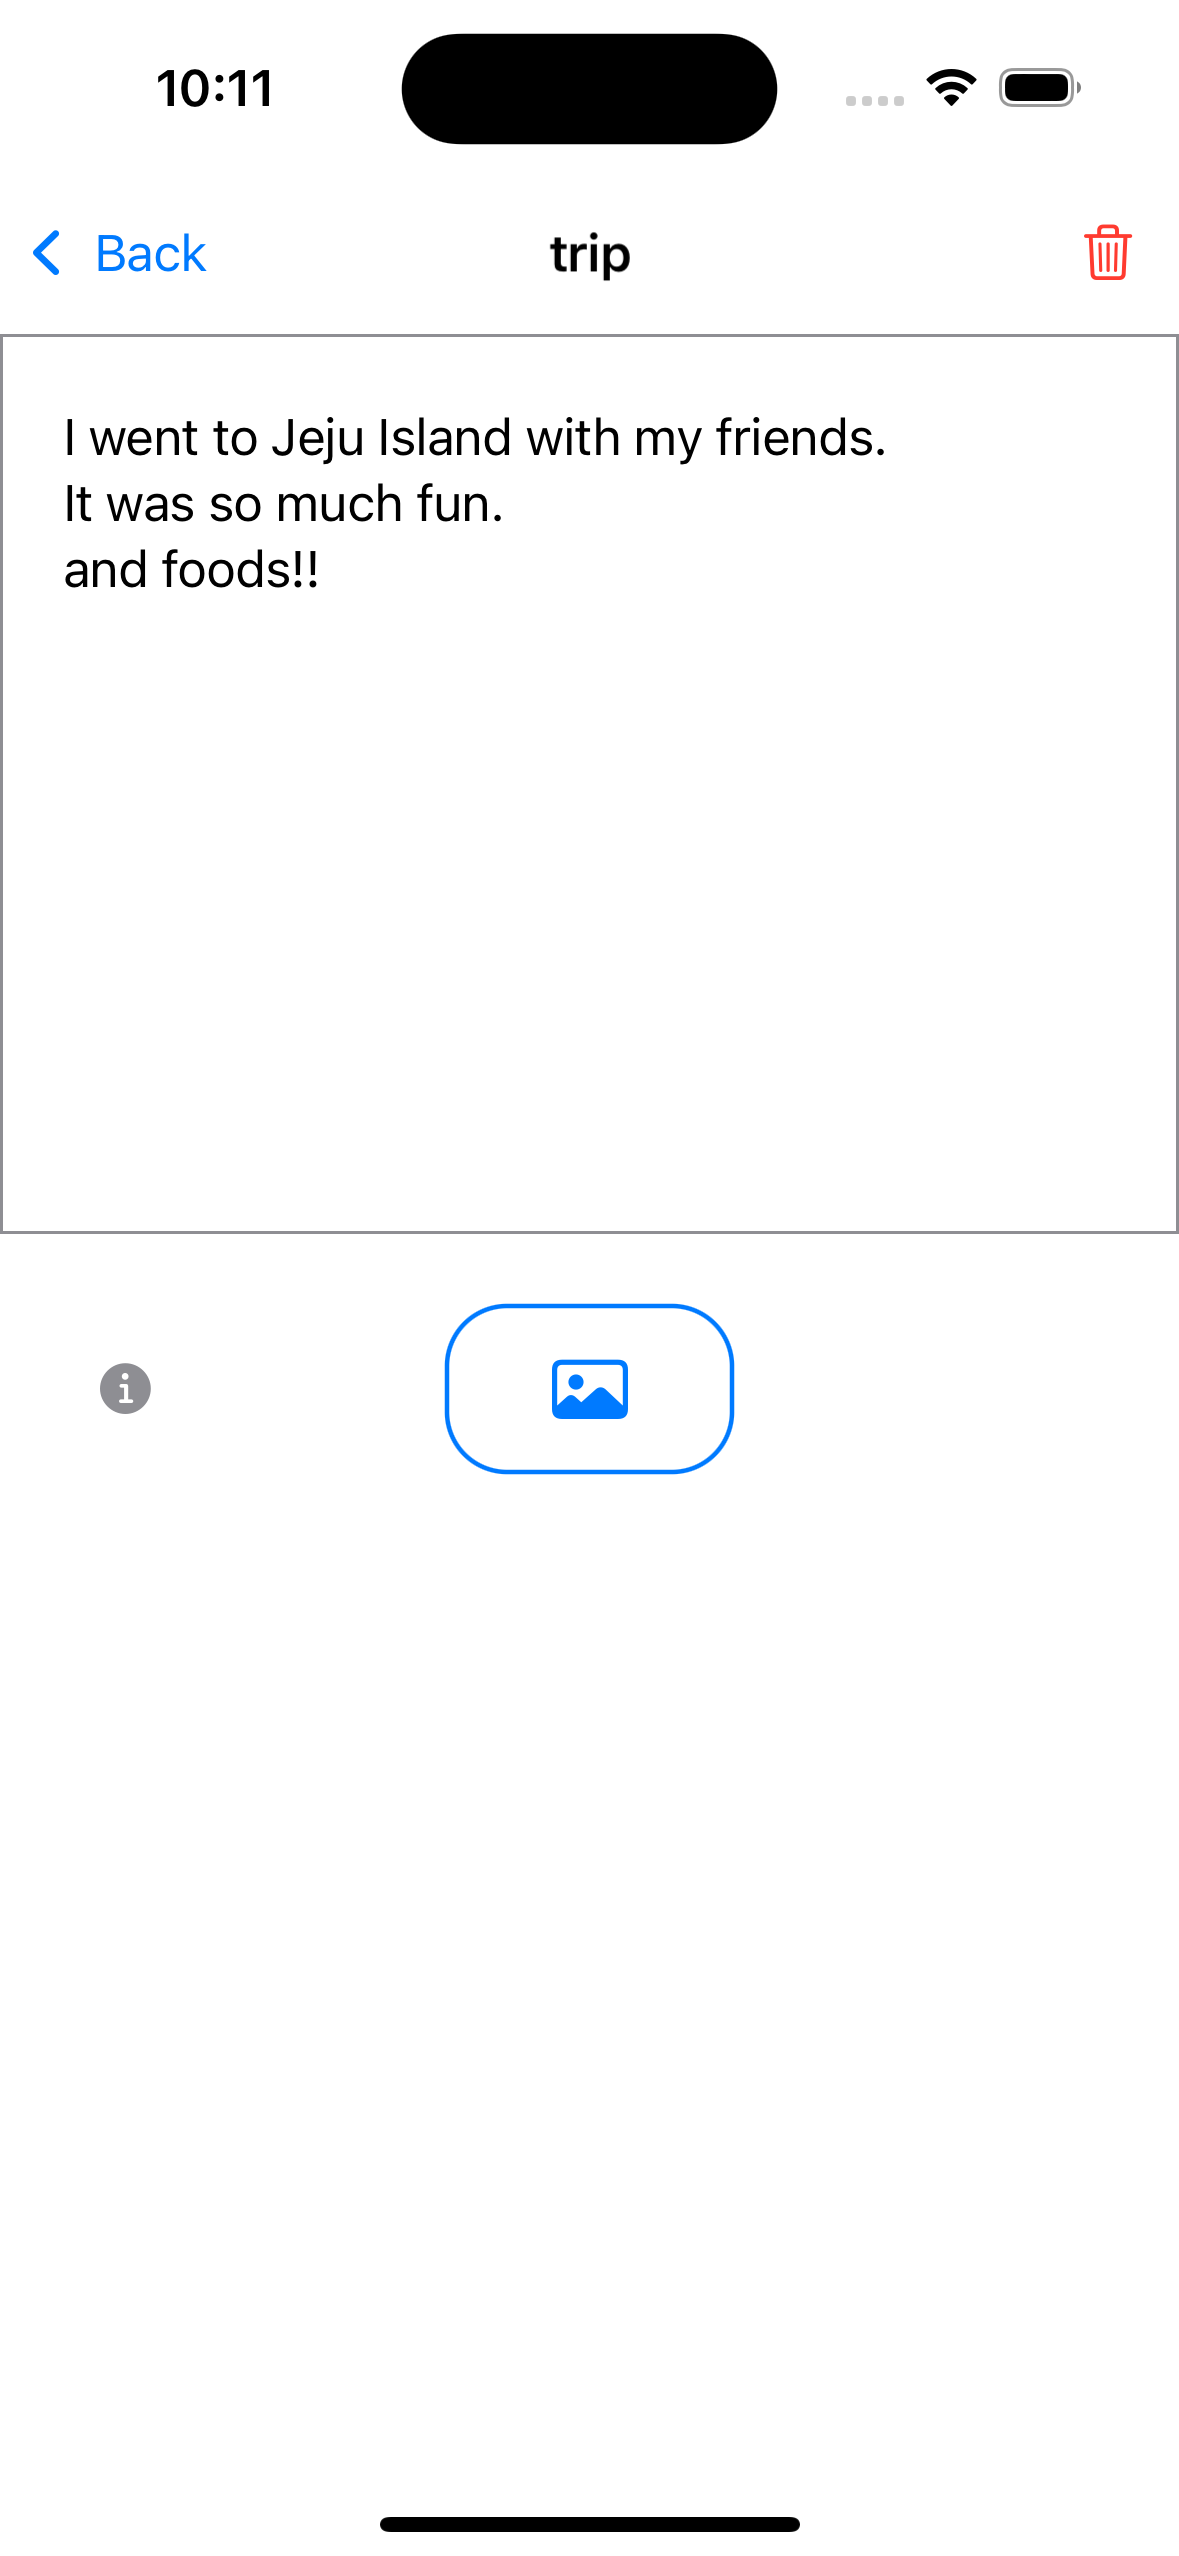 10:11
Back
trip
I went to Jeju Island with my friends.
It was so much fun.
and foods!!